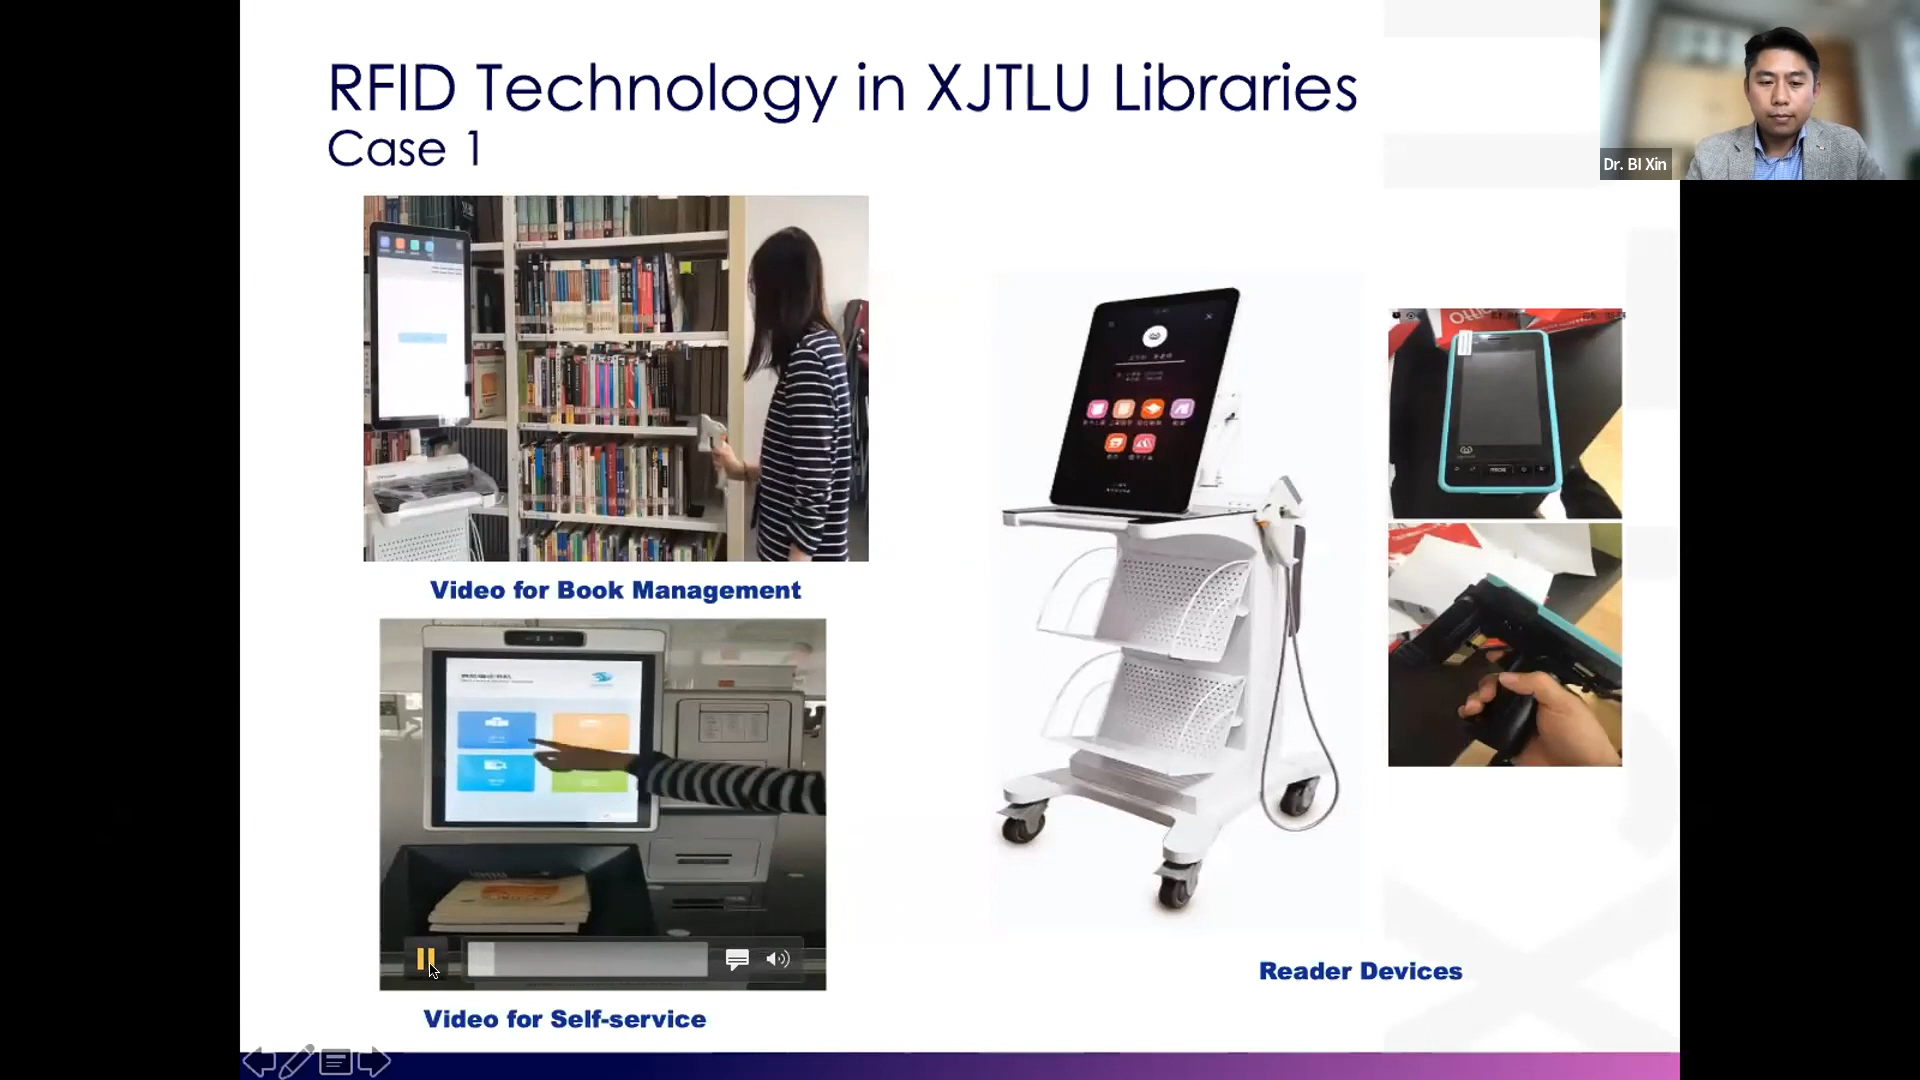 RFID Technology in XJTLU Libraries
Case 1
Dr. BI Xin
Video for Book Management
Video for Self-service
Reader Devices